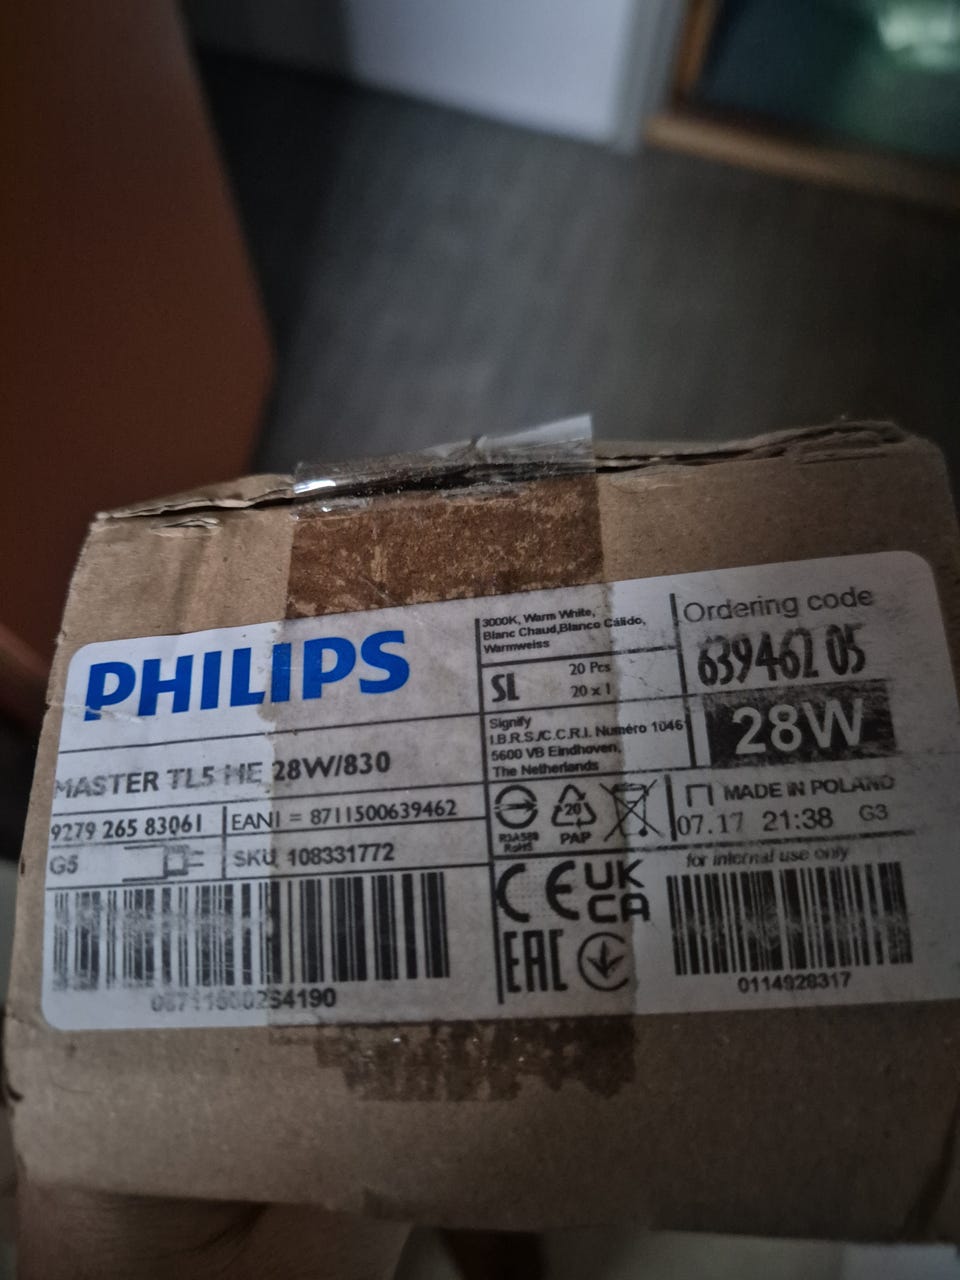 PHILIPS
MASTER TL5 HE 28W/830
9279 265 83061
EAN1 = 8711500639462
G5
SKU 108331772
3000K, Warm White,
Blanc Chaud,Blanco Cálido,
Warmweiss
SL
20 Pcs
20 x 1
Signify
I.B.R.S./C.C.R.I. Numéro 10461
5600 VB Eindhoven,
The Netherlands
RoHS
20
PAP
CE
UK
CA
EAC
Ordering code
639462 05
28W
MADE IN POLAND
07.17 21:38 G3
for internal use only
0114928317